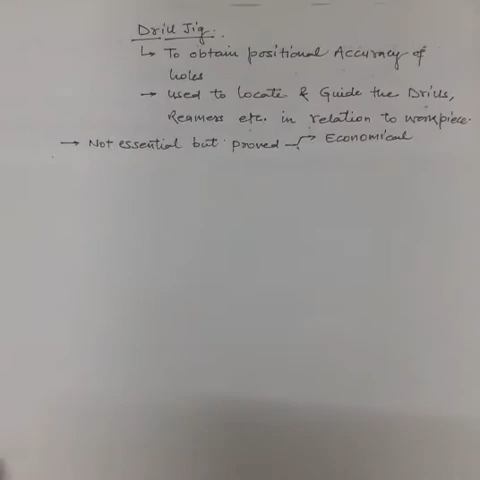 Drill Jig:
↳ To obtain positional Accuracy of
holes
→ used to Locate & Guide the Drills,
Reamers etc. in relation to workpiece.
→ Not essential but proved → Economical